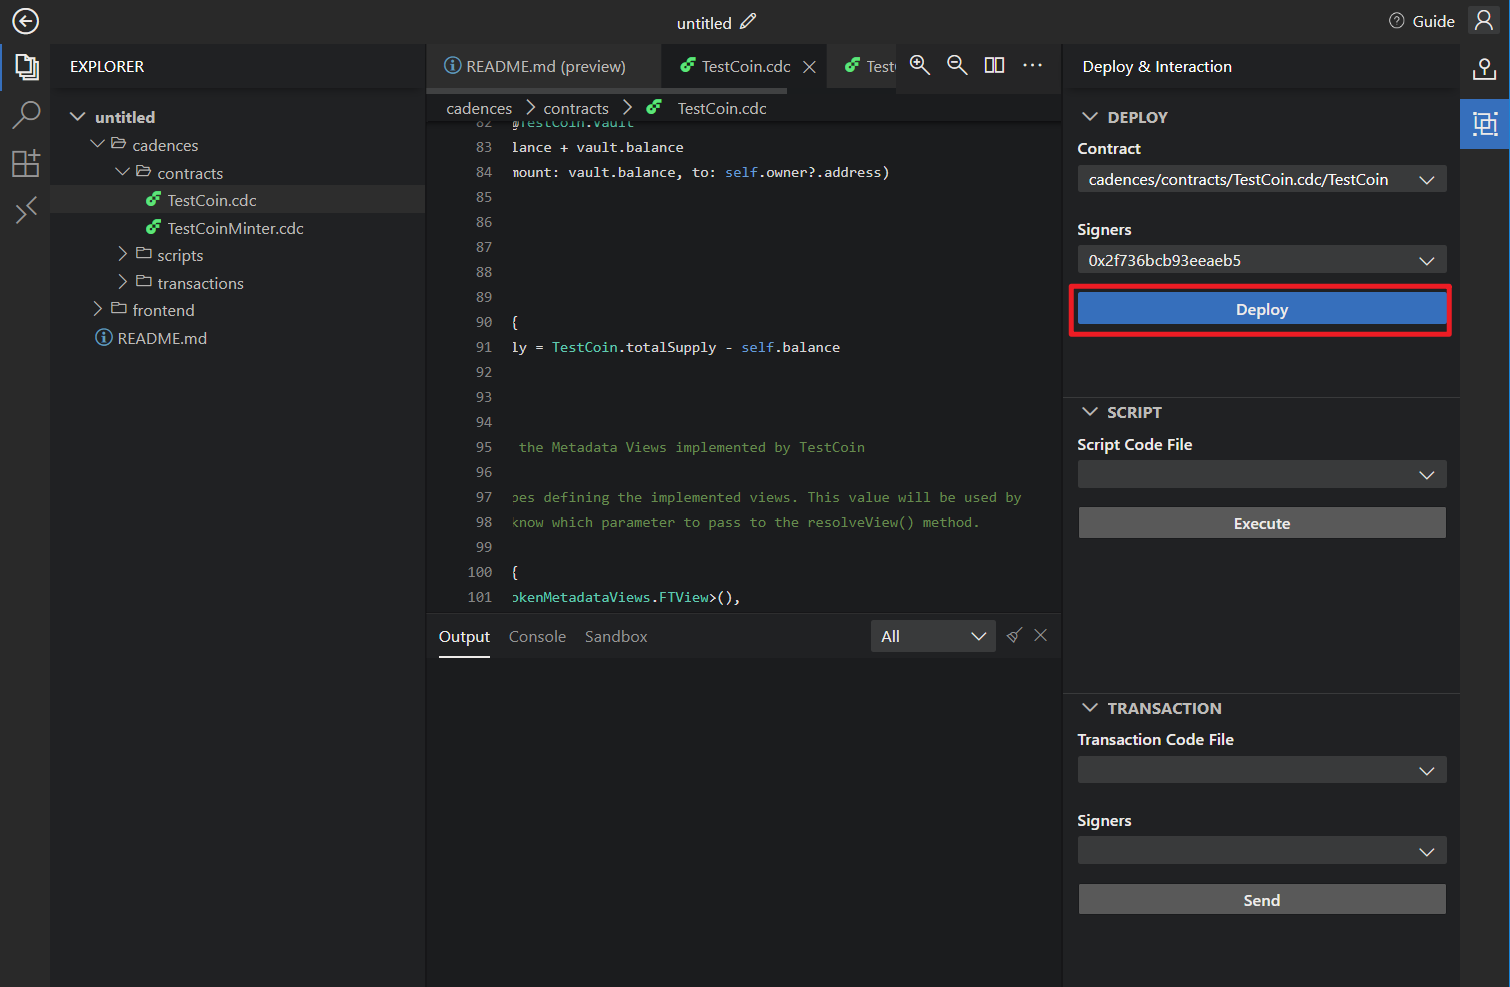 untitled
Guide
EXPLORER
untitled
cadences
contracts
TestCoin.cdc
TestCoinMinter.cdc
scripts
transactions
frontend
README.md
README.md (preview)
TestCoin.cdc
Test
cadences
contracts
TestCoin.cdc
82 @TestCoin.Vault
83 lance + vault.balance
84 mount: vault.balance, to: self.owner?.address)
85
86
87
88
89
90 {
91 ly = TestCoin.totalSupply - self.balance
92
93
94
95 the Metadata Views implemented by TestCoin
96
97 pes defining the implemented views. This value will be used by
98 know which parameter to pass to the resolveView() method.
99
100 {
101 okenMetadataViews.FTView>(),
Output Console Sandbox
All
Deploy & Interaction
DEPLOY
Contract
cadences/contracts/TestCoin.cdc/TestCoin
Signers
0x2f736bcb93eeaeb5
Deploy
SCRIPT
Script Code File
Execute
TRANSACTION
Transaction Code File
Signers
Send